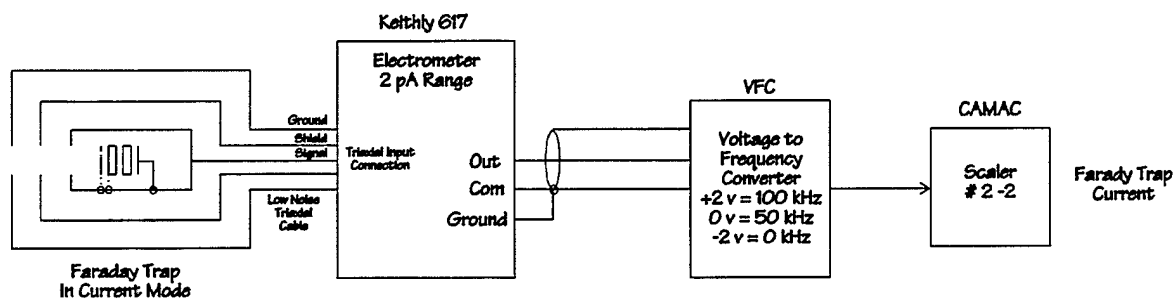 Keithly 617
Electrometer
2 pA Range
Ground
Shield
Signal
Triaxial Input
Connection
Low Noise
Triaxial
Cable
Out
Com
Ground
Faraday Trap
In Current Mode
VFC
Voltage to
Frequency
Converter
+2 v = 100 kHz
0 v = 50 kHz
-2 v = 0 kHz
CAMAC
Scaler
# 2 -2
Farady Trap
Current